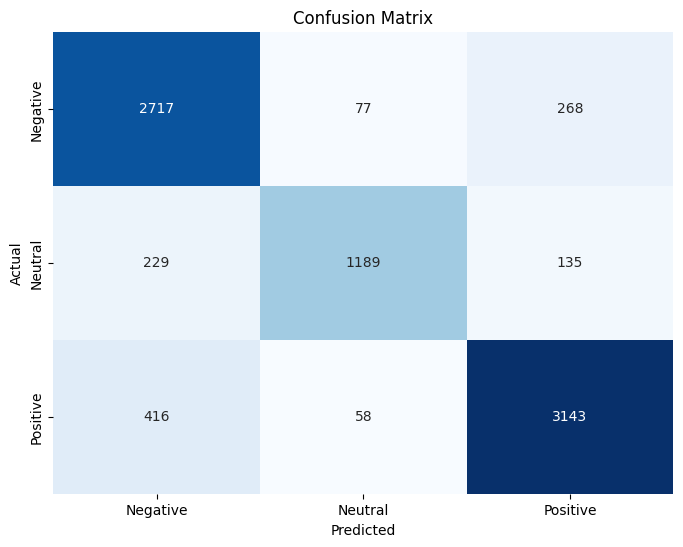 Confusion Matrix
Negative
2717
77
268
Actual
Neutral
229
1189
135
Positive
416
58
3143
Negative
Neutral
Positive
Predicted